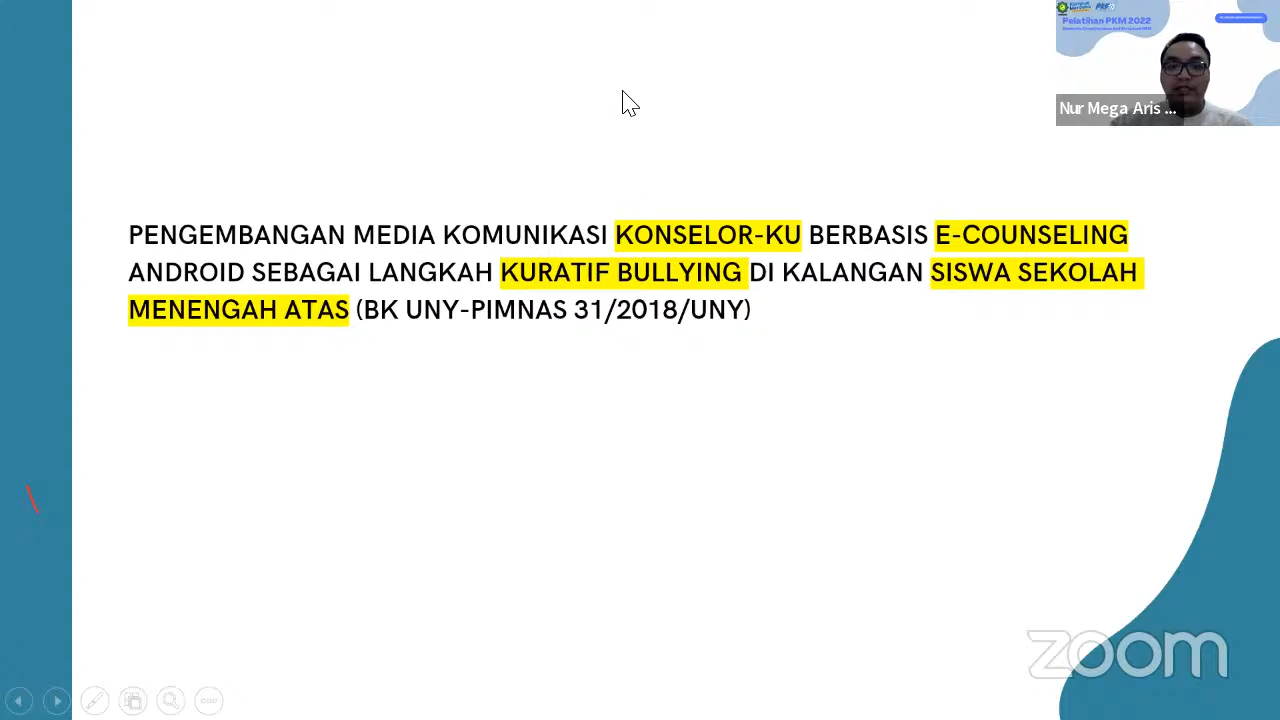 Pelatihan PKM 2022
Nur Mega Aris ...
PENGEMBANGAN MEDIA KOMUNIKASI KONSELOR-KU BERBASIS E-COUNSELING
ANDROID SEBAGAI LANGKAH KURATIF BULLYING DI KALANGAN SISWA SEKOLAH
MENENGAH ATAS (BK UNY-PIMNAS 31/2018/UNY)
zoom